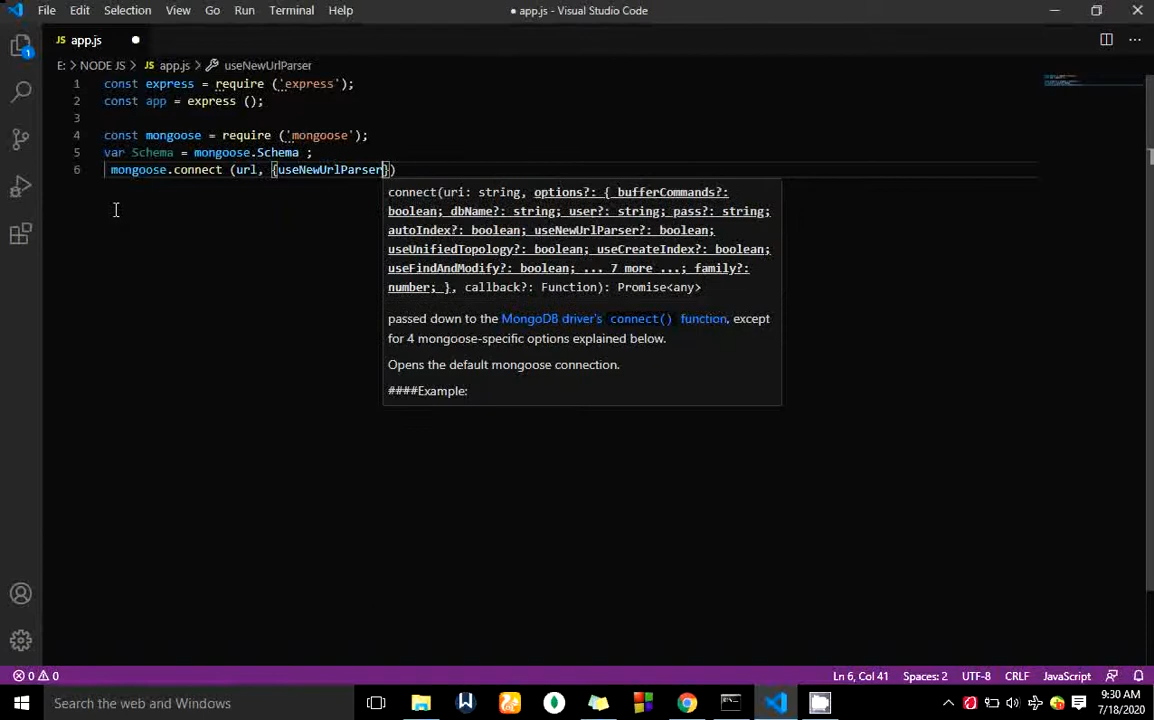 File Edit Selection View Go Run Terminal Help
● app.js - Visual Studio Code
JS app.js ●
E: > NODE JS > JS app.js > useNewUrlParser
1 const express = require ('express');
2 const app = express ();
3
4 const mongoose = require ('mongoose');
5 var Schema = mongoose.Schema ;
6 mongoose.connect (url, {useNewUrlParser})
connect(uri: string, options?: { bufferCommands?:
boolean; dbName?: string; user?: string; pass?: string;
autoIndex?: boolean; useNewUrlParser?: boolean;
useUnifiedTopology?: boolean; useCreateIndex?: boolean;
useFindAndModify?: boolean; ... 7 more ...; family?:
number; }, callback?: Function): Promise<any>
passed down to the MongoDB driver's connect() function, except
for 4 mongoose-specific options explained below.
Opens the default mongoose connection.
####Example:
1
0 0 Ln 6, Col 41 Spaces: 2 UTF-8 CRLF JavaScript
Search the web and Windows
9:30 AM
7/18/2020